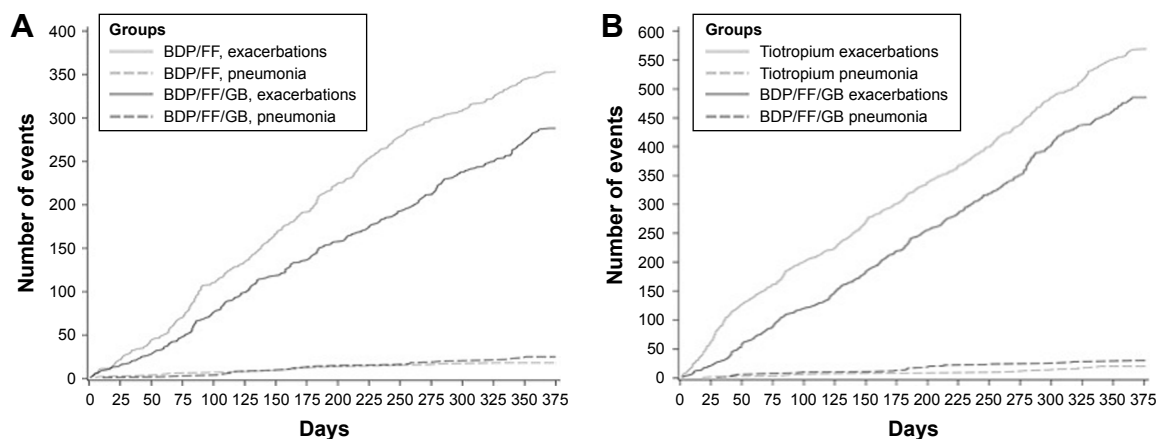 A
Groups
BDP/FF, exacerbations
BDP/FF, pneumonia
BDP/FF/GB, exacerbations
BDP/FF/GB, pneumonia
400
350
300
250
200
150
100
50
0
Number of events
0 25 50 75 100 125 150 175 200 225 250 275 300 325 350 375
Days
B
Groups
Tiotropium exacerbations
Tiotropium pneumonia
BDP/FF/GB exacerbations
BDP/FF/GB pneumonia
600
550
500
450
400
350
300
250
200
150
100
50
0
Number of events
0 25 50 75 100 125 150 175 200 225 250 275 300 325 350 375
Days